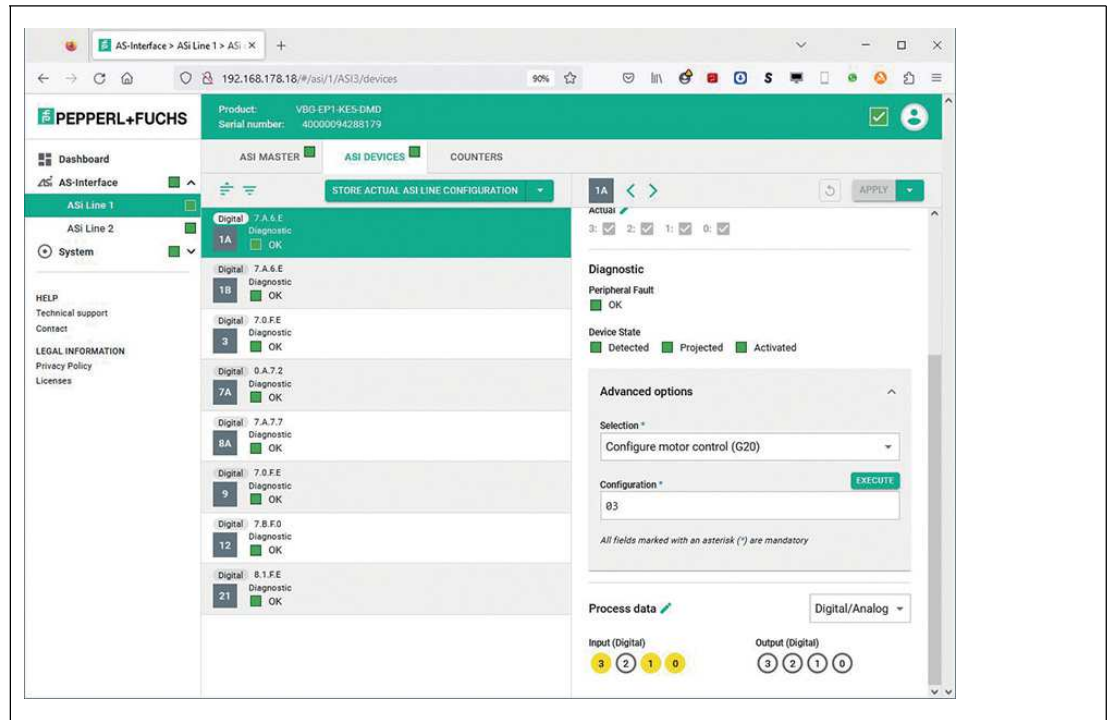 AS-Interface > ASi Line 1 > ASi
192.168.178.18/#/asi/1/ASI3/devices
90%
PEPPERL+FUCHS
Product: VBG-EP1-KE5-DMD
Serial number: 40000094288179
Dashboard
AS-Interface
ASi Line 1
ASi Line 2
System
HELP
Technical support
Contact
LEGAL INFORMATION
Privacy Policy
Licenses
ASI MASTER ASI DEVICES COUNTERS
STORE ACTUAL ASI LINE CONFIGURATION
Digital 7.A.6.E
Diagnostic
1A OK
Digital 7.A.6.E
Diagnostic
1B OK
Digital 7.0.F.E
Diagnostic
3 OK
Digital 0.A.7.2
Diagnostic
7A OK
Digital 7.A.7.7
Diagnostic
8A OK
Digital 7.0.F.E
Diagnostic
9 OK
Digital 7.B.F.0
Diagnostic
12 OK
Digital 8.1.F.E
Diagnostic
21 OK
1A < > APPLY
Actual
3: 2: 1: 0:
Diagnostic
Peripheral Fault
OK
Device State
Detected Projected Activated
Advanced options
Selection *
Configure motor control (G20)
Configuration * EXECUTE
03
All fields marked with an asterisk (*) are mandatory
Process data Digital/Analog
Input (Digital) Output (Digital)
3 2 1 0 3 2 1 0